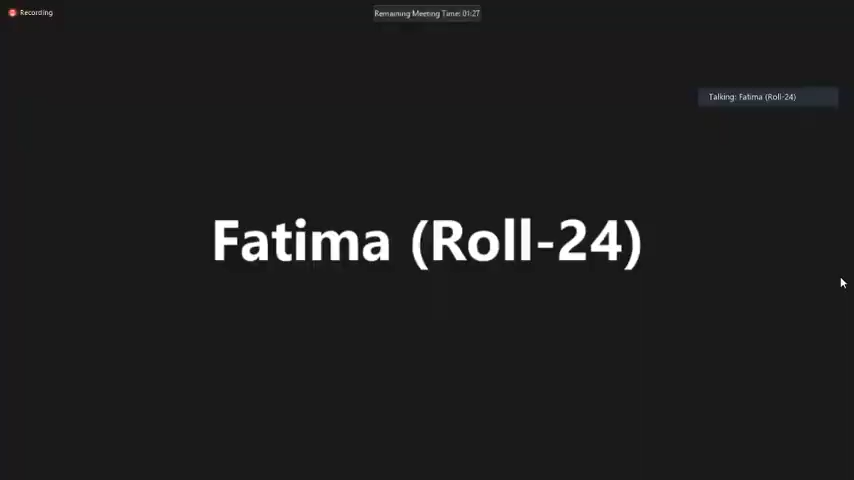 Recording
Remaining Meeting Time: 01:27
Talking: Fatima (Roll-24)
Fatima (Roll-24)